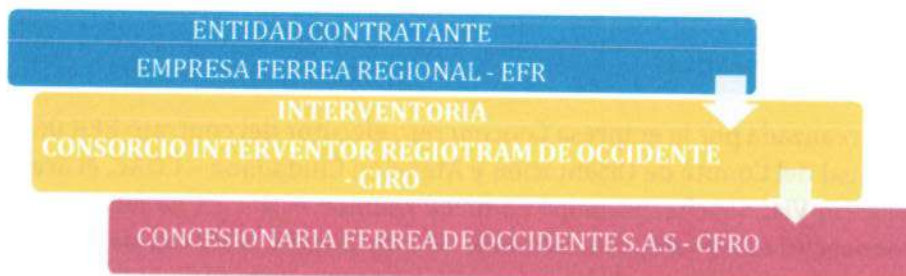 ENTIDAD CONTRATANTE
EMPRESA FERREA REGIONAL - EFR
INTERVENTORIA
CONSORCIO INTERVENTOR REGIOTRAM DE OCCIDENTE
- CIRO
CONCESIONARIA FERREA DE OCCIDENTE S.A.S - CFRO